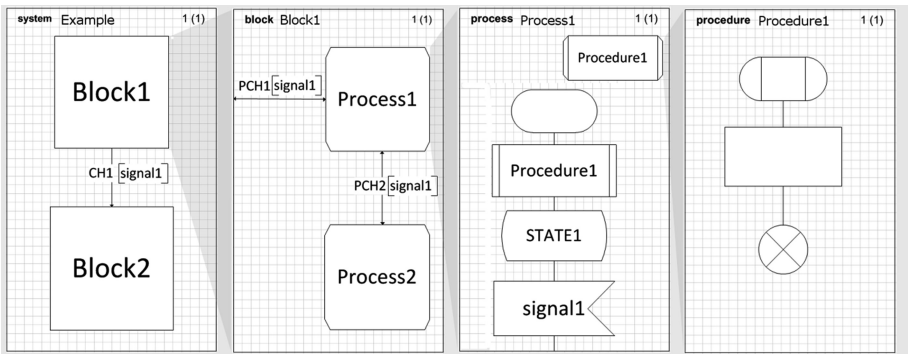 system Example 1 (1)
Block1
CH1 [signal1]
Block2
block Block1 1 (1)
PCH1 [signal1]
Process1
PCH2 [signal1]
Process2
process Process1 1 (1)
Procedure1
Procedure1
STATE1
signal1
procedure Procedure1 1 (1)